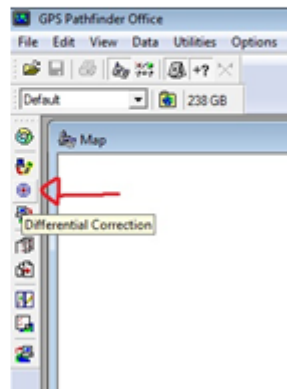 GPS Pathfinder Office
File Edit View Data Utilities Options
+?
Default 238 GB
Map
Differential Correction